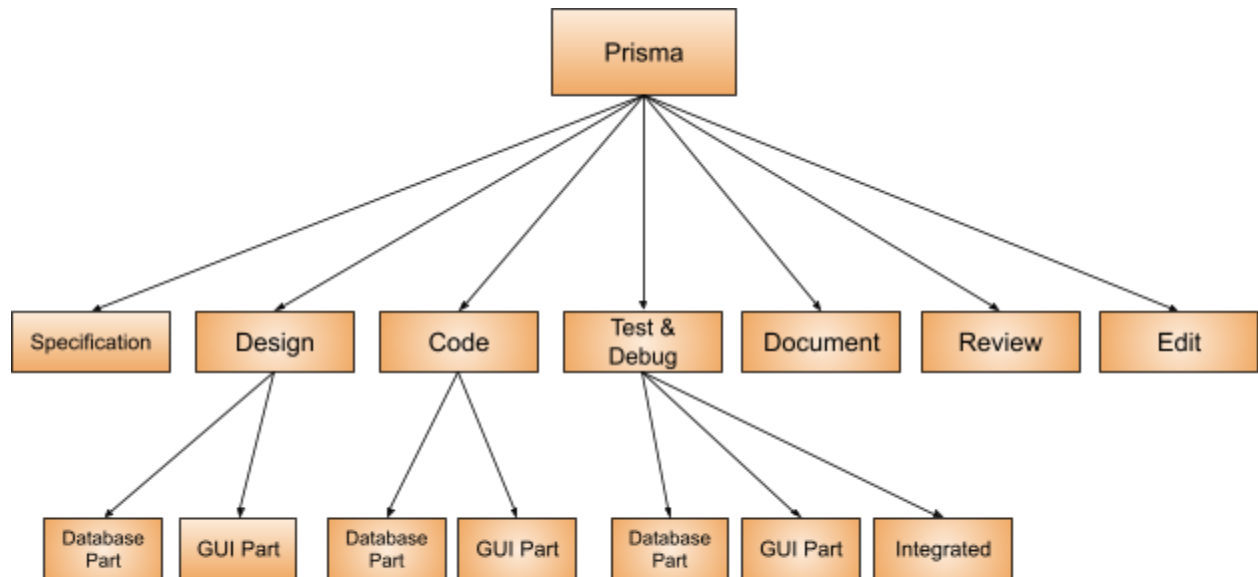 Prisma
Specification
Design
Code
Test &
Debug
Document
Review
Edit
Database
Part
GUI Part
Database
Part
GUI Part
Database
Part
GUI Part
Integrated